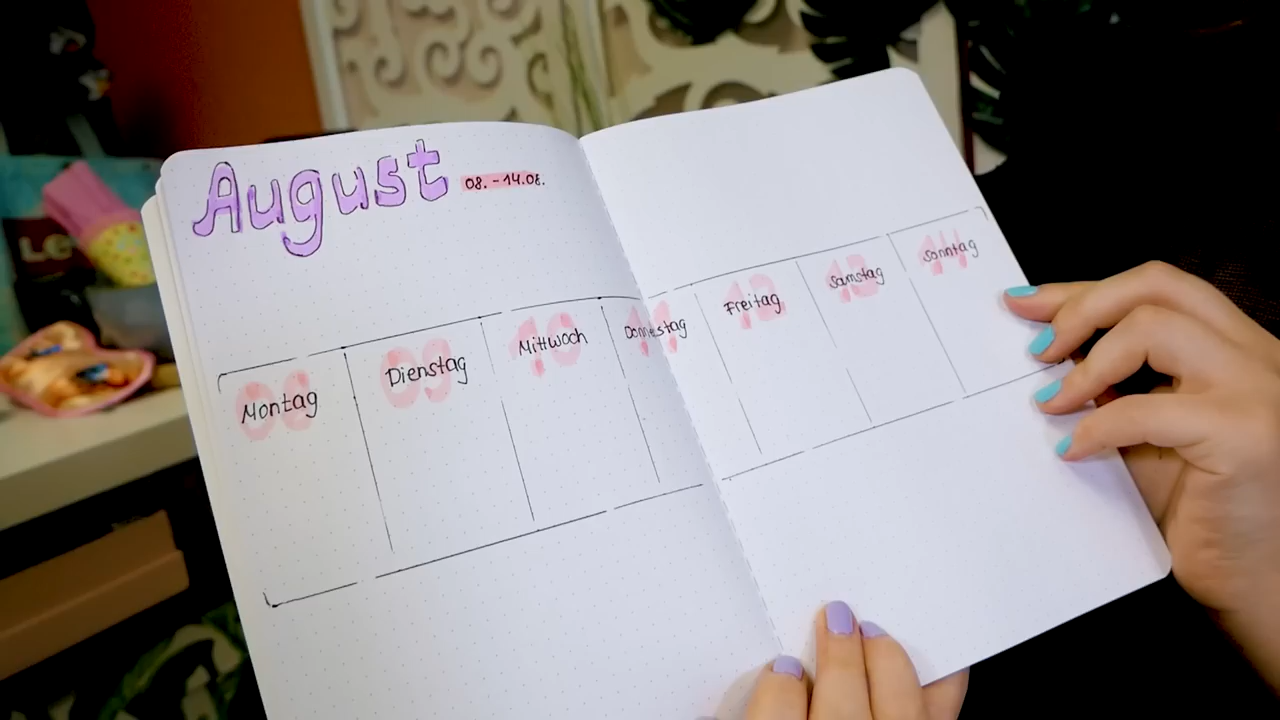 August 08. - 14.08.
08 Montag
09 Dienstag
10 Mittwoch
11 Donnerstag
12 Freitag
13 Samstag
14 Sonntag